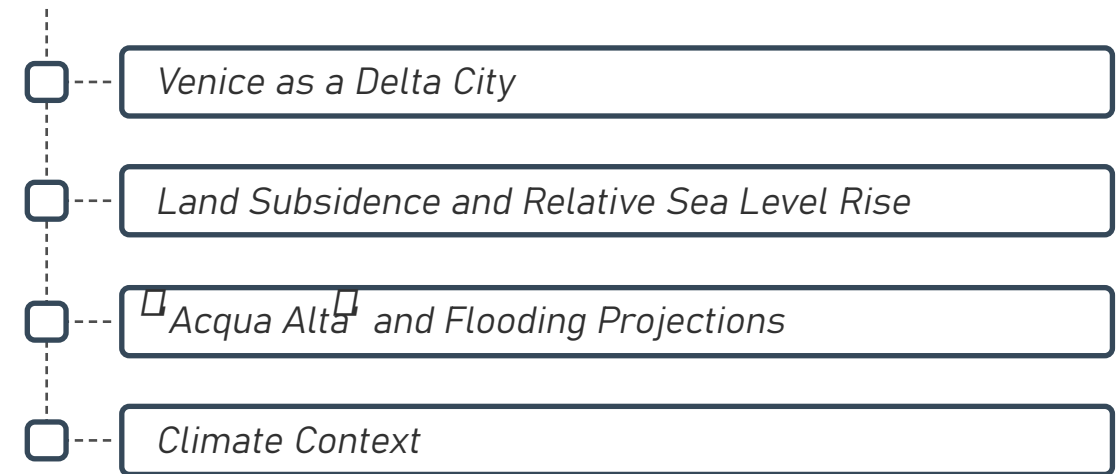 Venice as a Delta City
Land Subsidence and Relative Sea Level Rise
Acqua Alta and Flooding Projections
Climate Context